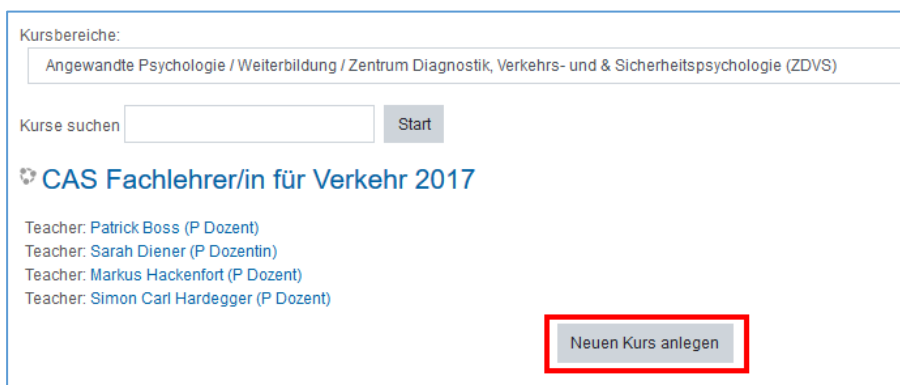 Kursbereiche:
Angewandte Psychologie / Weiterbildung / Zentrum Diagnostik, Verkehrs- und & Sicherheitspsychologie (ZDVS)
Kurse suchen Start
CAS Fachlehrer/in für Verkehr 2017
Teacher: Patrick Boss (P Dozent)
Teacher: Sarah Diener (P Dozentin)
Teacher: Markus Hackenfort (P Dozent)
Teacher: Simon Carl Hardegger (P Dozent)
Neuen Kurs anlegen